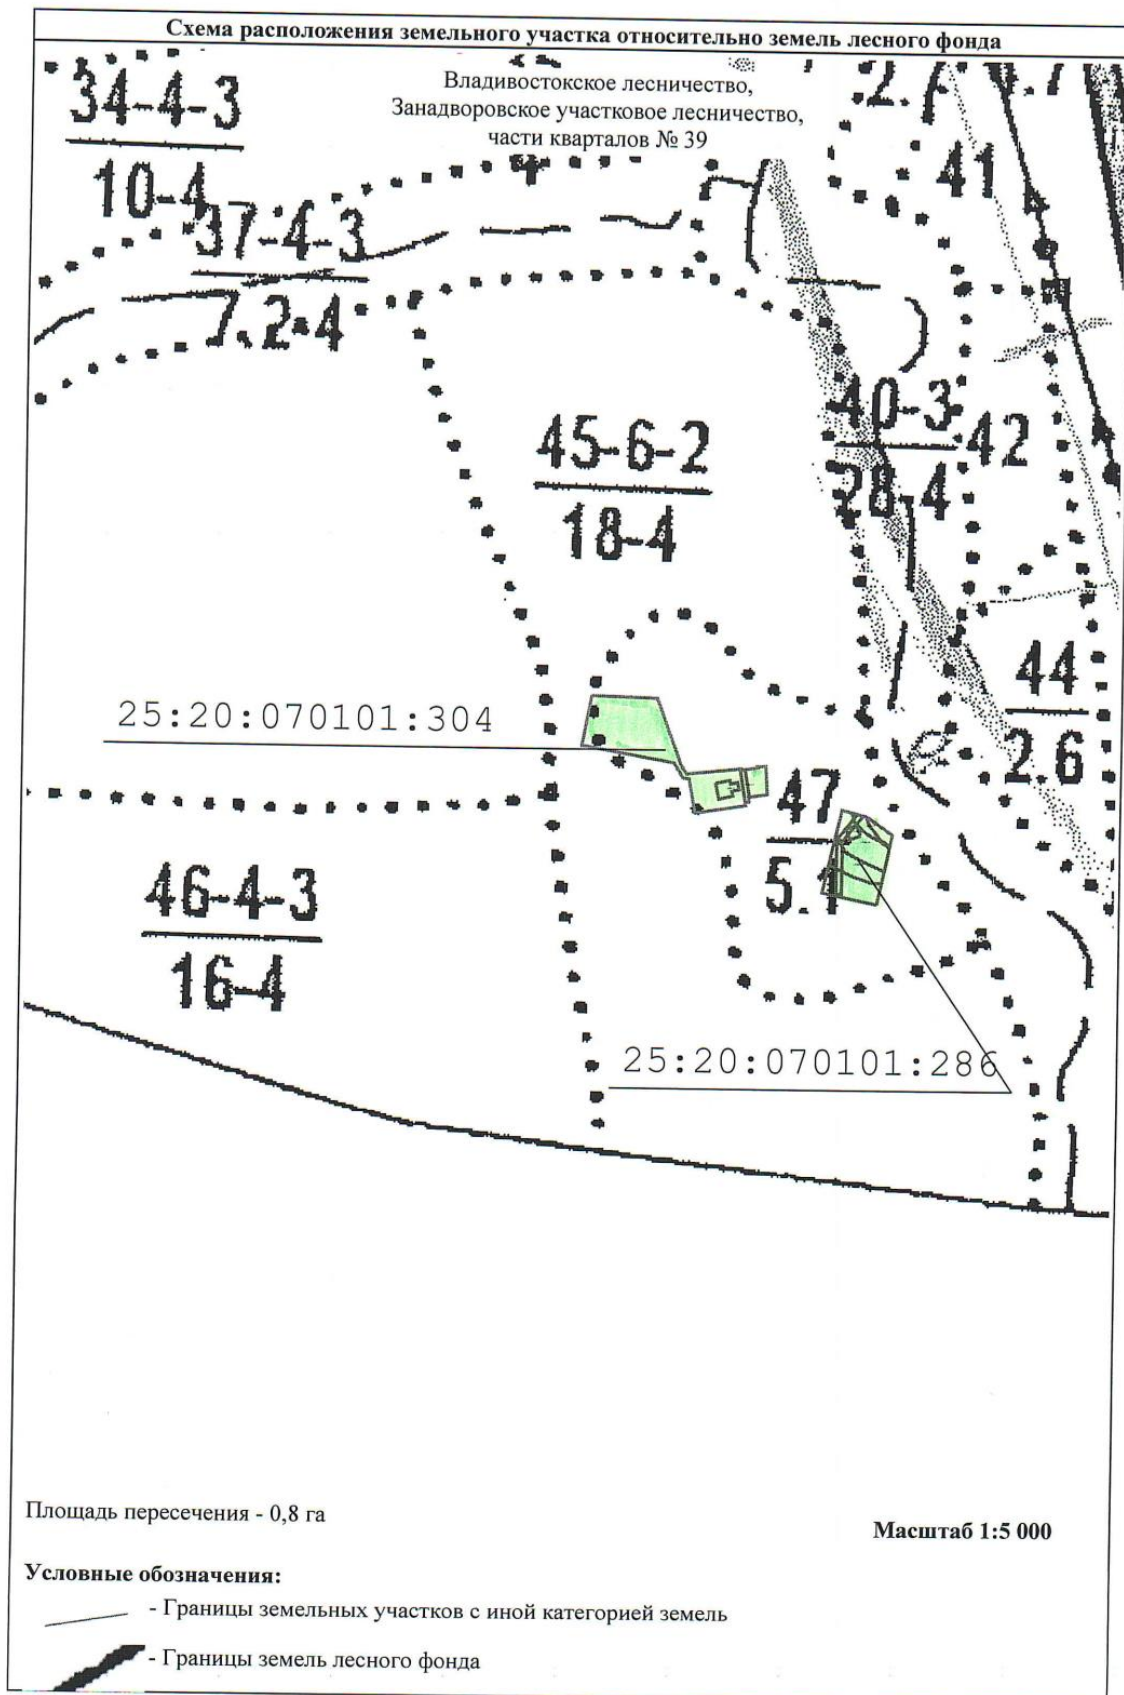 Схема расположения земельного участка относительно земель лесного фонда
Владивостокское лесничество,
Занадворовское участковое лесничество,
части кварталов № 39
34-4-3
10-4
41
37-4-3
7.2-4
45-6-2
18-4
40-3
28-4
42
44
2.6
25:20:070101:304
47
5.1
46-4-3
16-4
25:20:070101:286
Площадь пересечения - 0,8 га
Масштаб 1:5 000
Условные обозначения:
- Границы земельных участков с иной категорией земель
- Границы земель лесного фонда